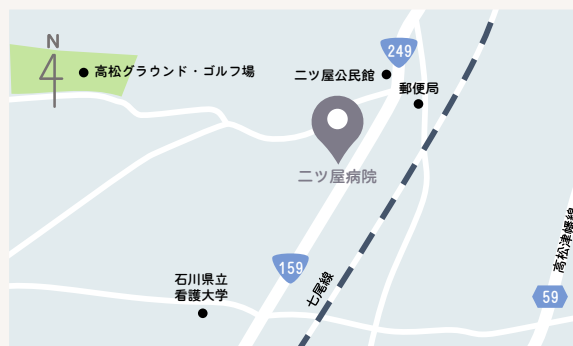 N
249
高松グラウンド・ゴルフ場
二ツ屋公民館
郵便局
二ツ屋病院
高松津幡線
159
七尾線
石川県立
看護大学
59